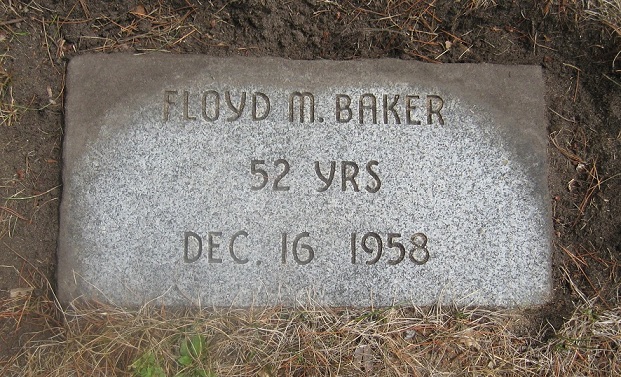 FLOYD M. BAKER
52 YRS
DEC. 16 1958